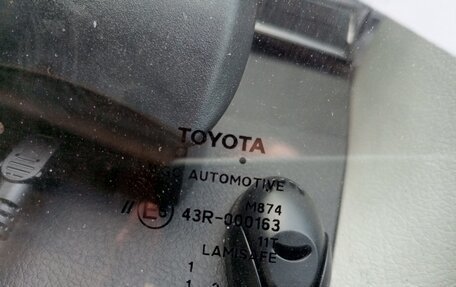 TOYOTA
AUTOMOTIVE
M874
// E6 43R-000163
11T
LAMISAFE
1
1